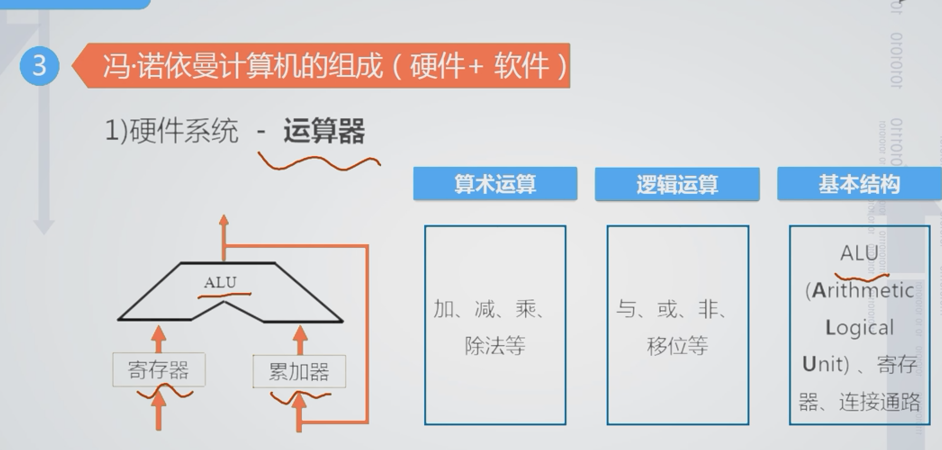 3
冯·诺依曼计算机的组成(硬件+ 软件)
1)硬件系统 - 运算器
算术运算
逻辑运算
基本结构
ALU
寄存器
累加器
加、减、乘、
除法等
与、或、非、
移位等
ALU
(Arithmetic
Logical
Unit) 、寄存
器、连接通路